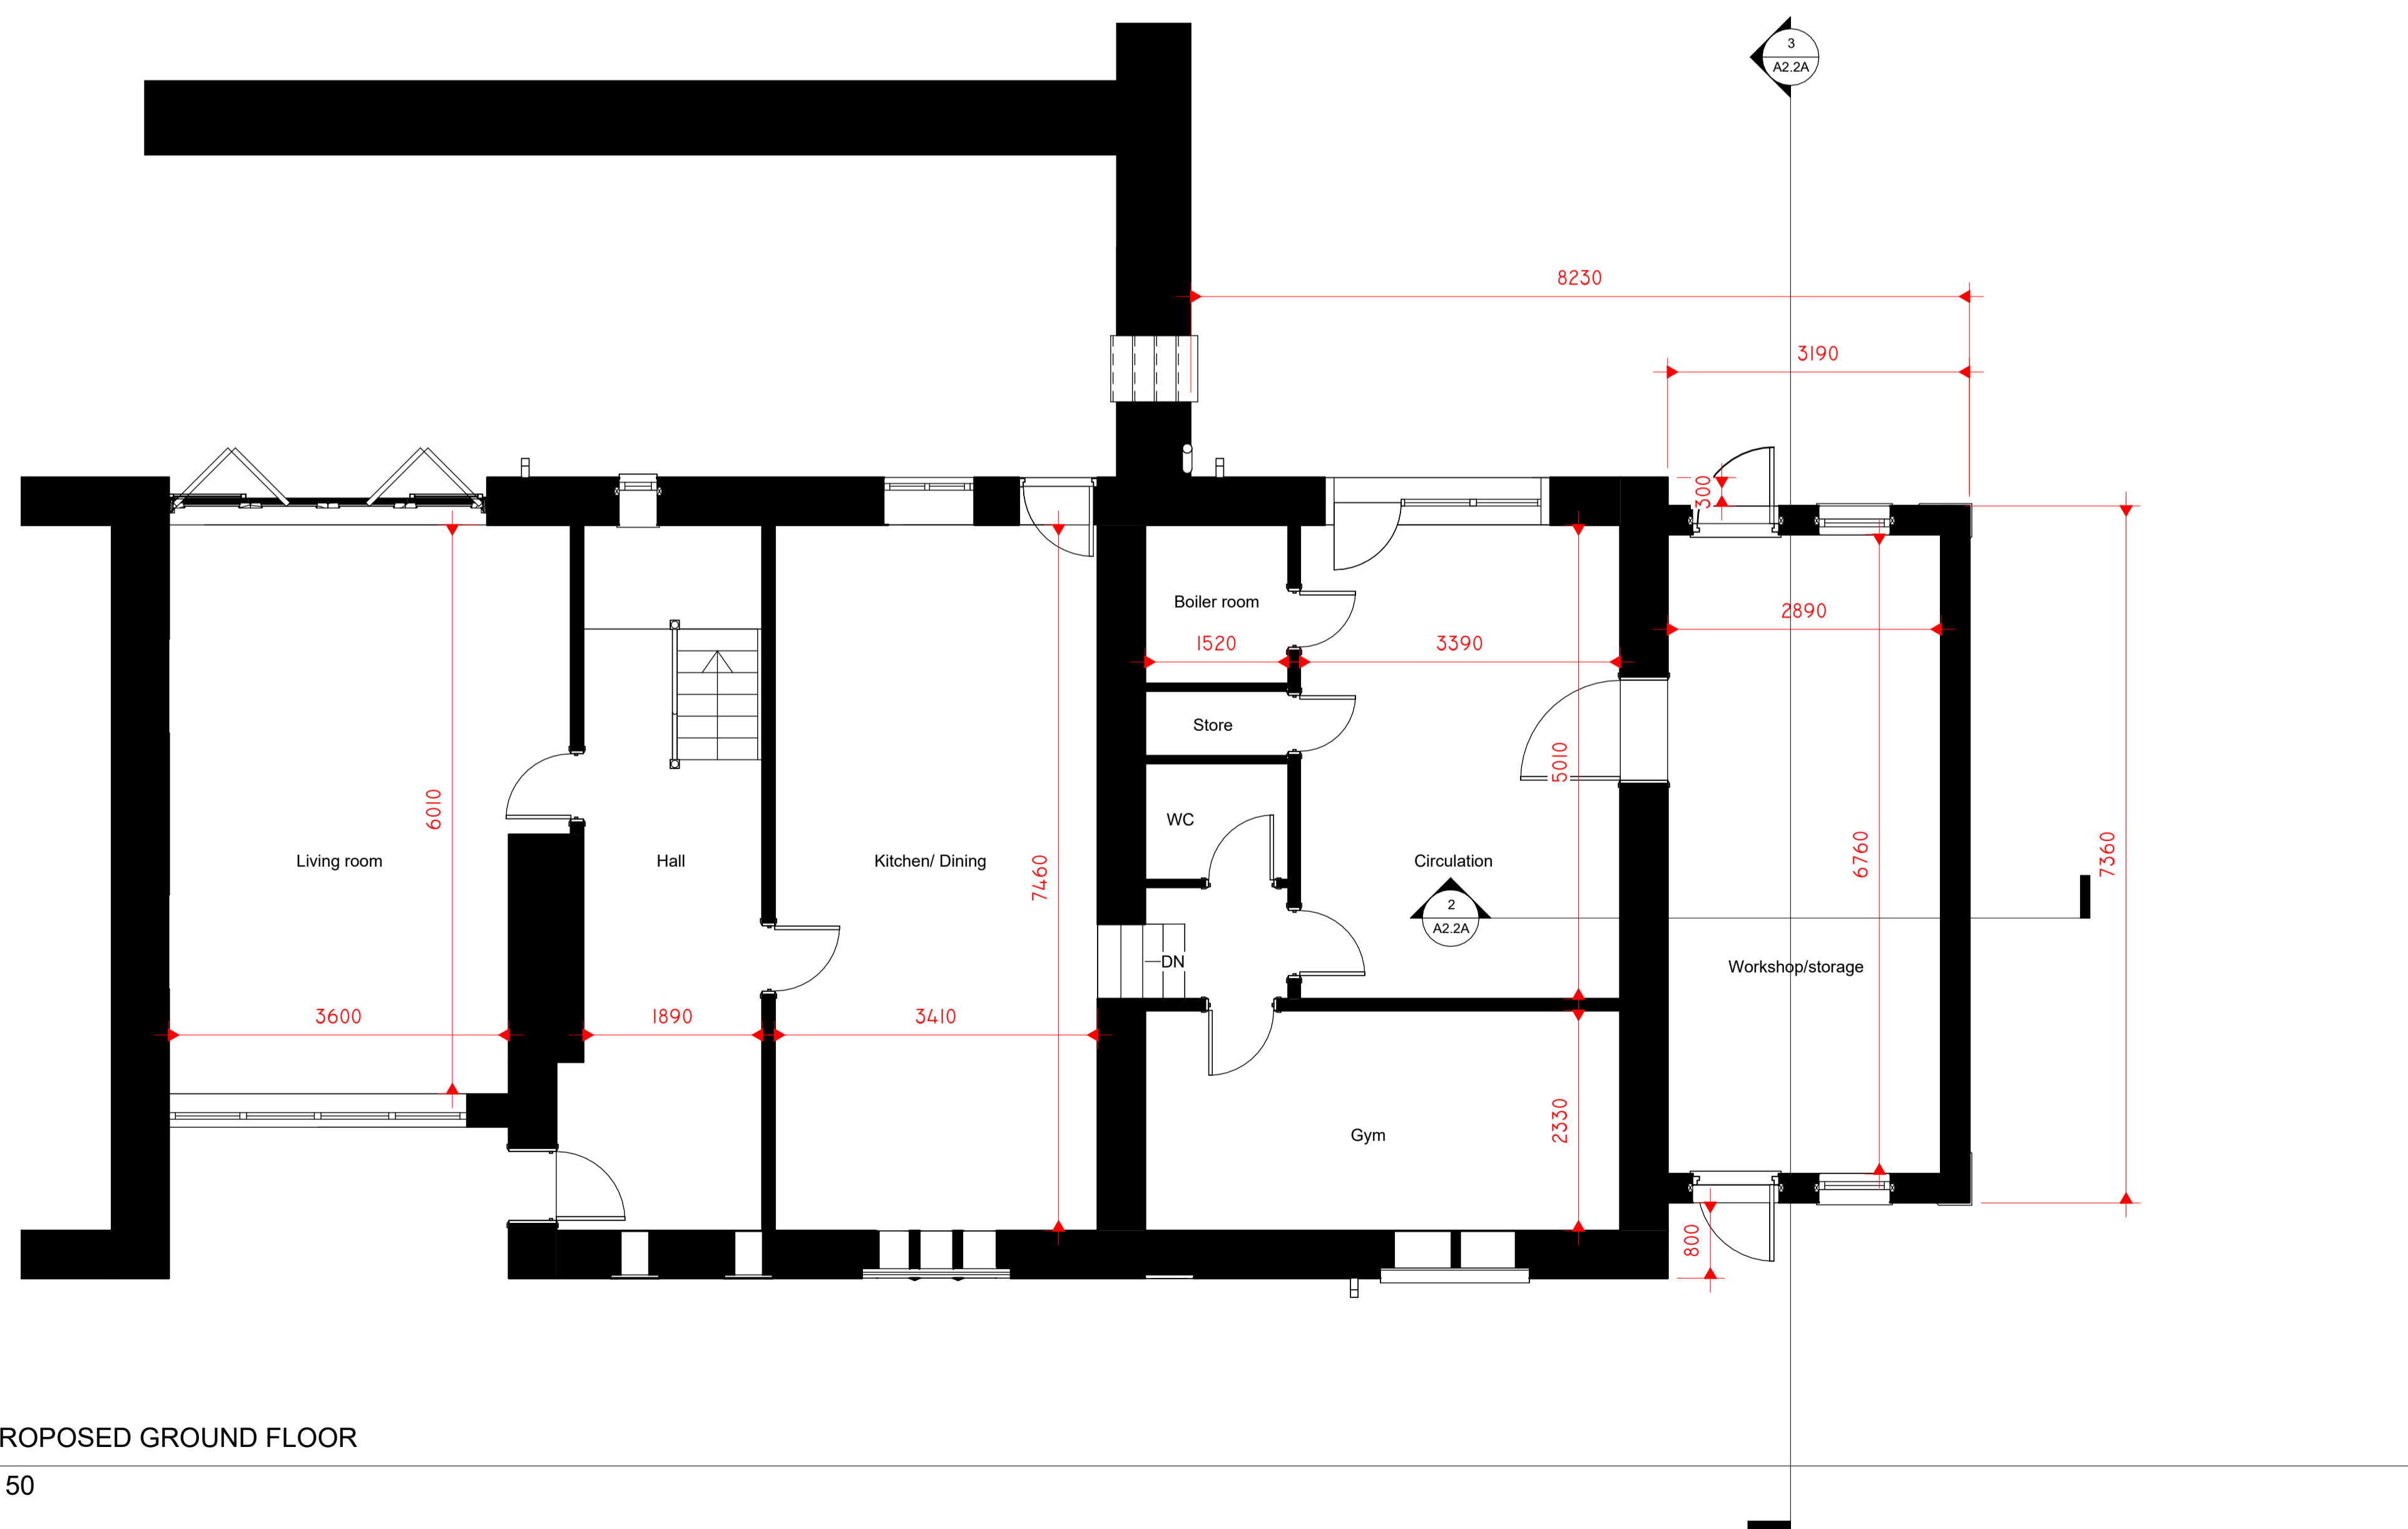 3
A2.2A
8230
3190
300
Boiler room
2890
1520
3390
Store
5010
6010
WC
Living room
Hall
Kitchen/ Dining
7460
Circulation
6760
7360
2
A2.2A
DN
Workshop/storage
3600
1890
3410
2330
Gym
800
ROPOSED GROUND FLOOR
50